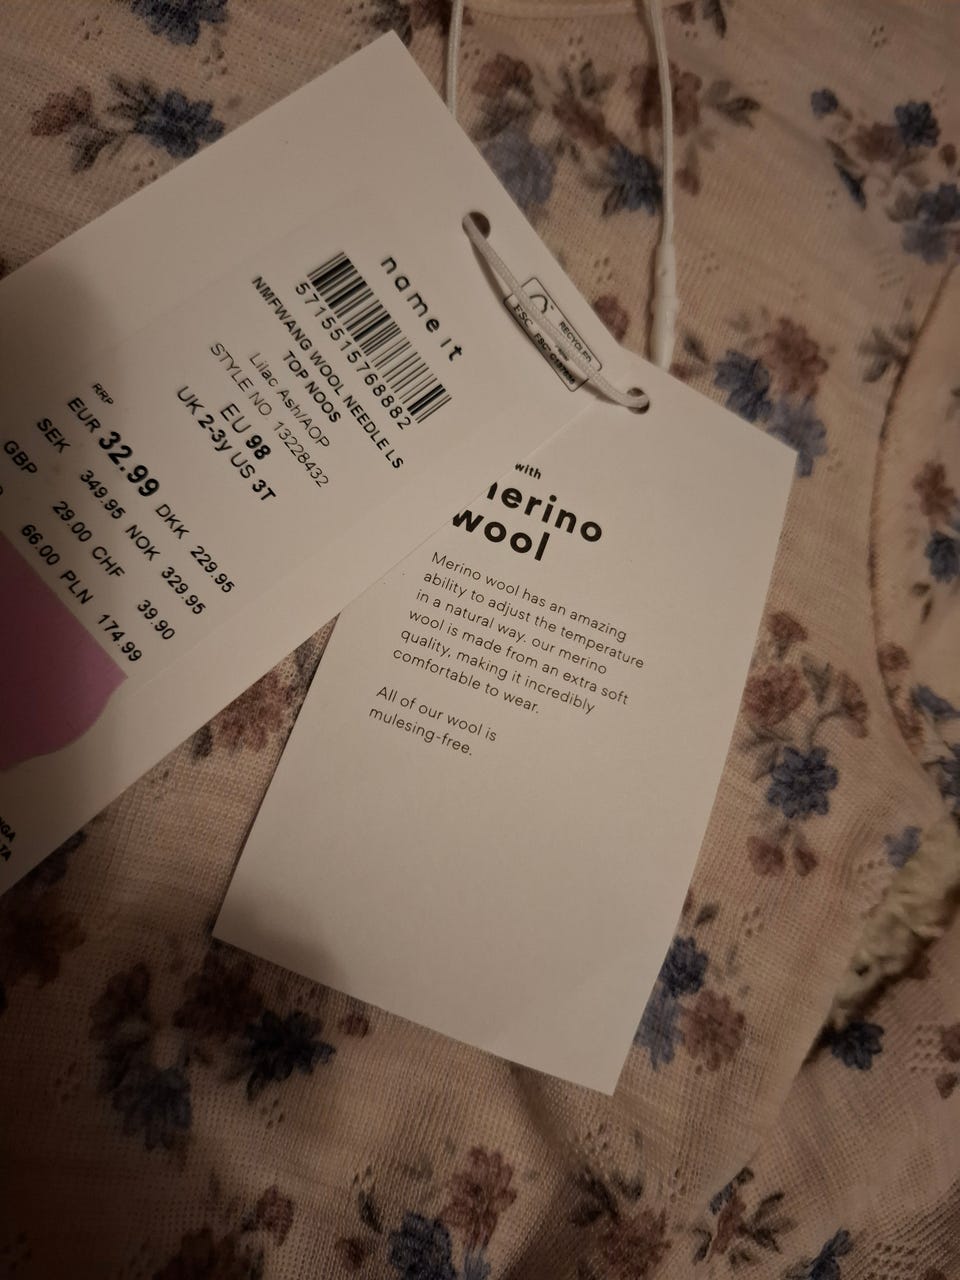 name it
5715515768882
NMFWANG WOOL NEEDLE LS
TOP NOOS
Lilac Ash/AOP
STYLE NO. 13228432
EU 98
UK 2-3y US 3T
RRP
EUR 32.99 DKK 229.95
SEK 349.95 NOK 329.95
GBP 29.00 CHF 39.90
66.00 PLN 174.99
RECYCLED
FSC FSC
with
merino
wool
Merino wool has an amazing
ability to adjust the temperature
in a natural way. our merino
wool is made from an extra soft
quality, making it incredibly
comfortable to wear.
All of our wool is
mulesing-free.